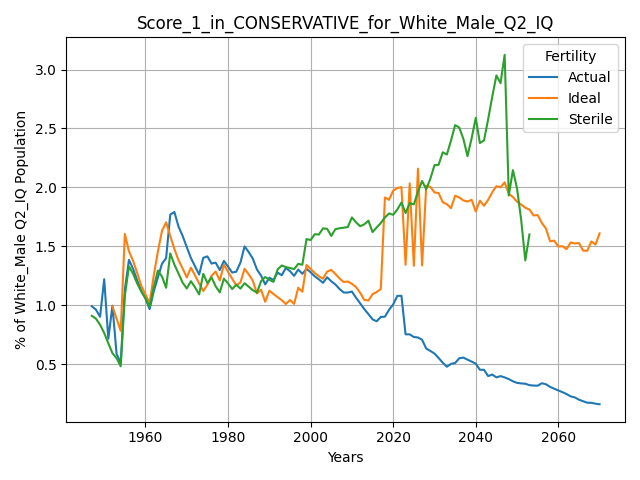 Score_1_in_CONSERVATIVE_for_White_Male_Q2_IQ
Fertility
Actual
Ideal
Sterile
% of White_Male Q2_IQ Population
3.0
2.5
2.0
1.5
1.0
0.5
1960 1980 2000 2020 2040 2060
Years